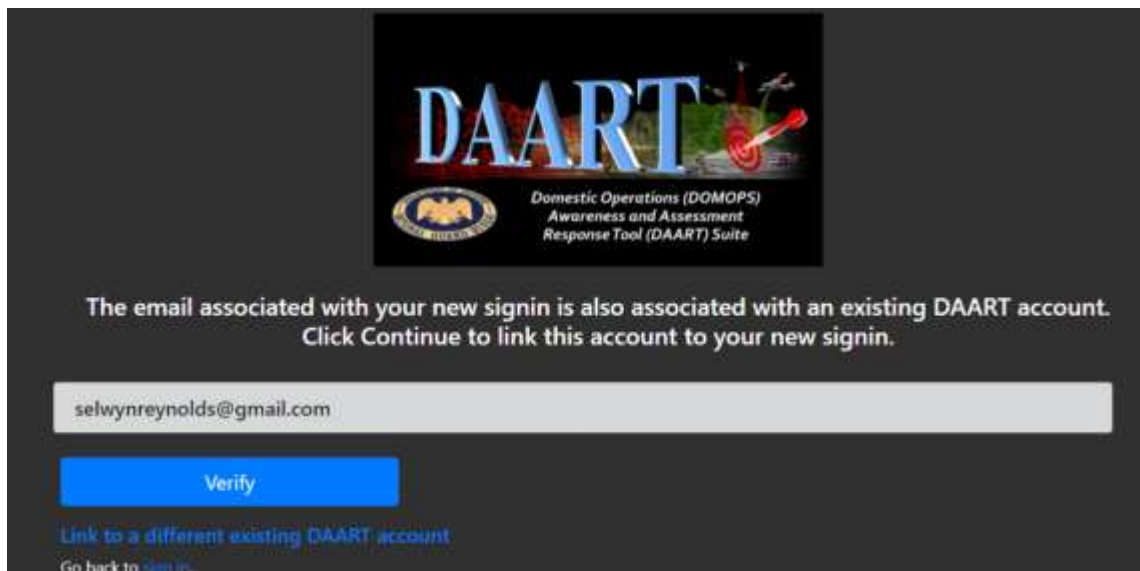 DAART
Domestic Operations (DOMOPS)
Awareness and Assessment
Response Tool (DAART) Suite
The email associated with your new signin is also associated with an existing DAART account.
Click Continue to link this account to your new signin.
selwynreynolds@gmail.com
Verify
Link to a different existing DAART account
Go back to sign in.